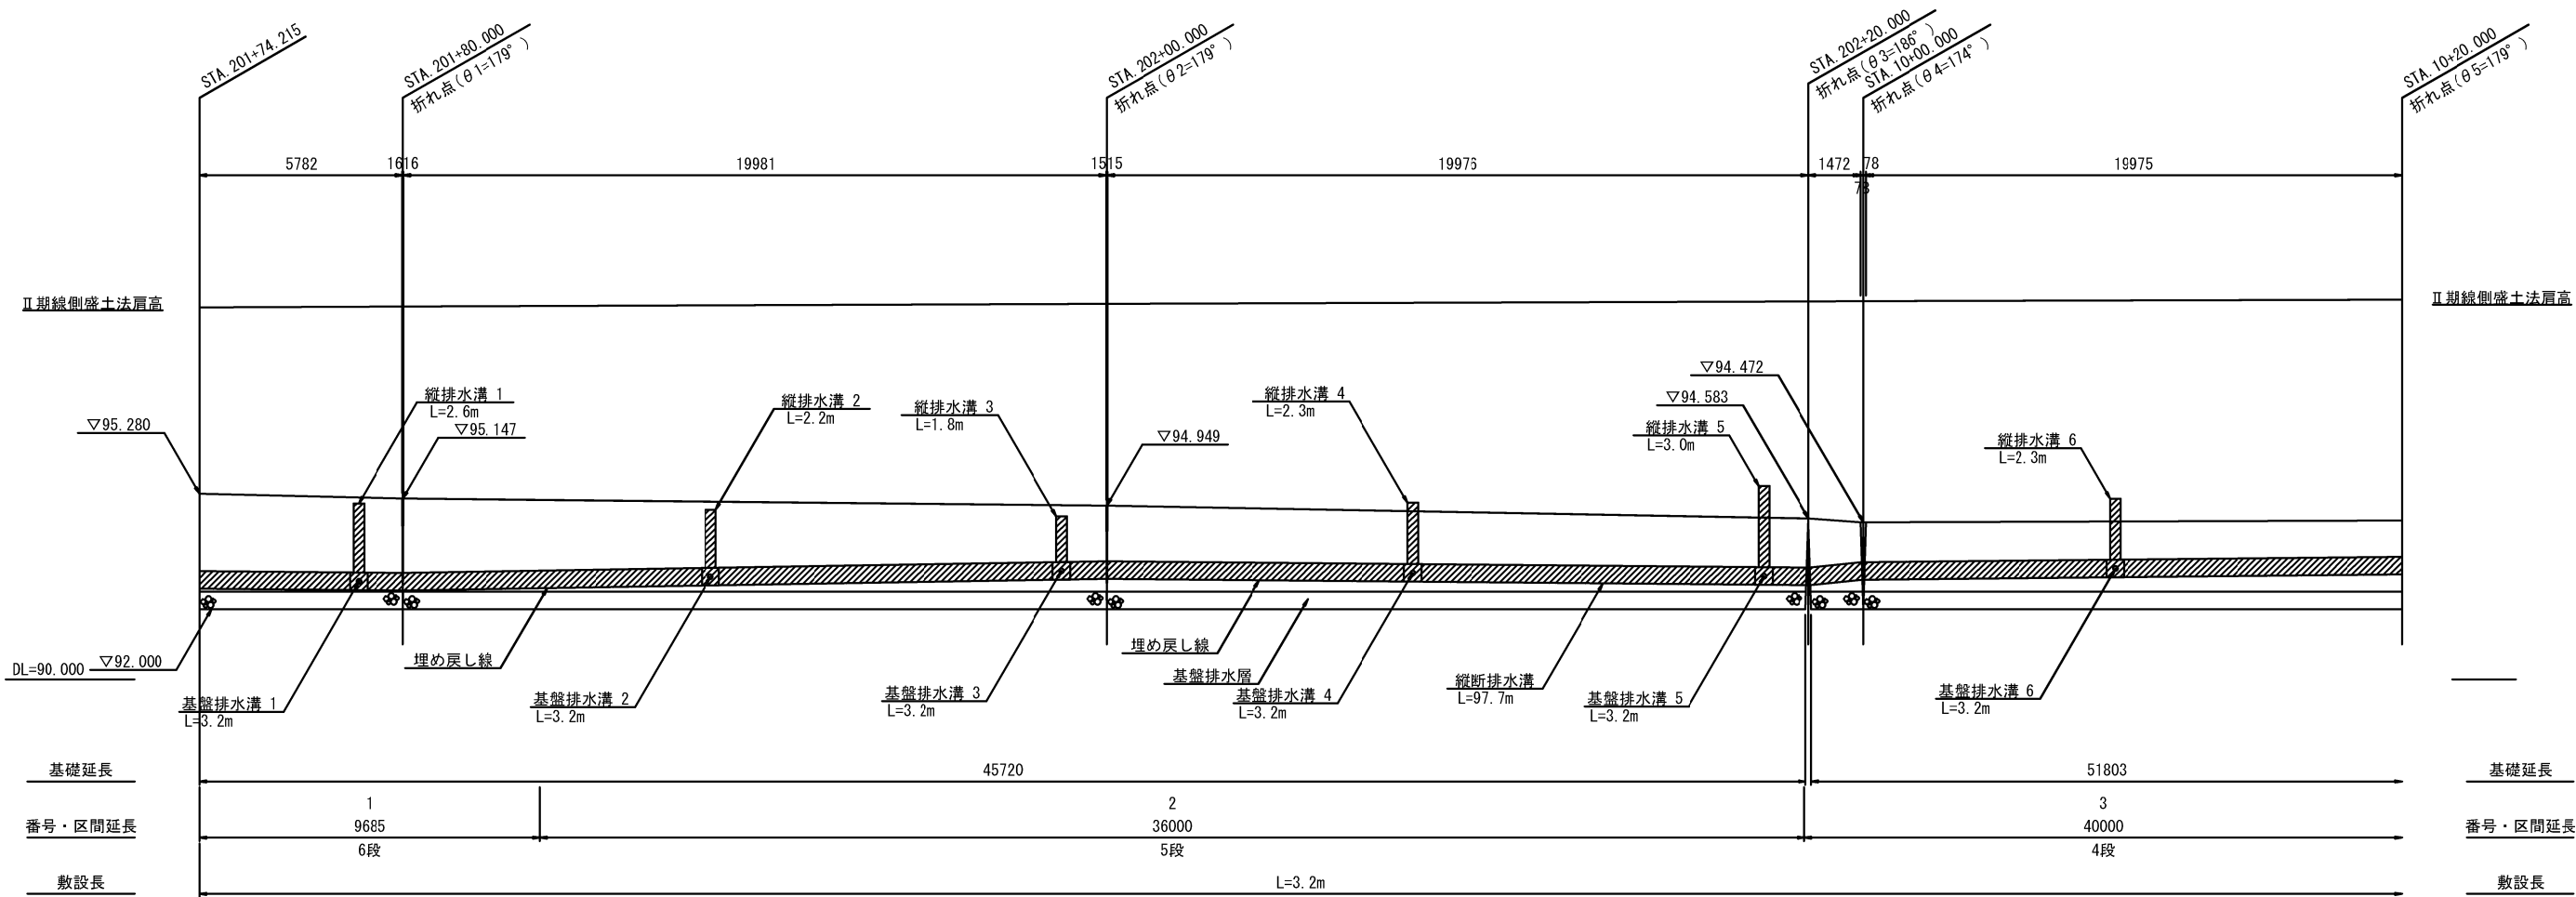 STA. 201+74. 215
STA. 201+80. 000
折れ点(θ1=179°)
STA. 202+00. 000
折れ点(θ2=179°)
STA. 202+20. 000
折れ点(θ3=186°)
STA. 10+00. 000
折れ点(θ4=174°)
STA. 10+20. 000
折れ点(θ5=179°)
5782
1616
19981
1515
19976
1472
78
19975
Ⅱ期線側盛土法肩高
Ⅱ期線側盛土法肩高
▽94. 472
▽94. 583
縦排水溝 1
L=2. 6m
縦排水溝 2
L=2. 2m
縦排水溝 3
L=1. 8m
縦排水溝 4
L=2. 3m
縦排水溝 5
L=3. 0m
縦排水溝 6
L=2. 3m
▽95. 280
▽95. 147
▽94. 949
DL=90. 000
▽92. 000
埋め戻し線
埋め戻し線
基盤排水層
縦断排水溝
L=97. 7m
基盤排水溝 1
L=3. 2m
基盤排水溝 2
L=3. 2m
基盤排水溝 3
L=3. 2m
基盤排水溝 4
L=3. 2m
基盤排水溝 5
L=3. 2m
基盤排水溝 6
L=3. 2m
基礎延長
45720
51803
基礎延長
1
2
3
番号・区間延長
9685
36000
40000
番号・区間延長
6段
5段
4段
敷設長
L=3. 2m
敷設長